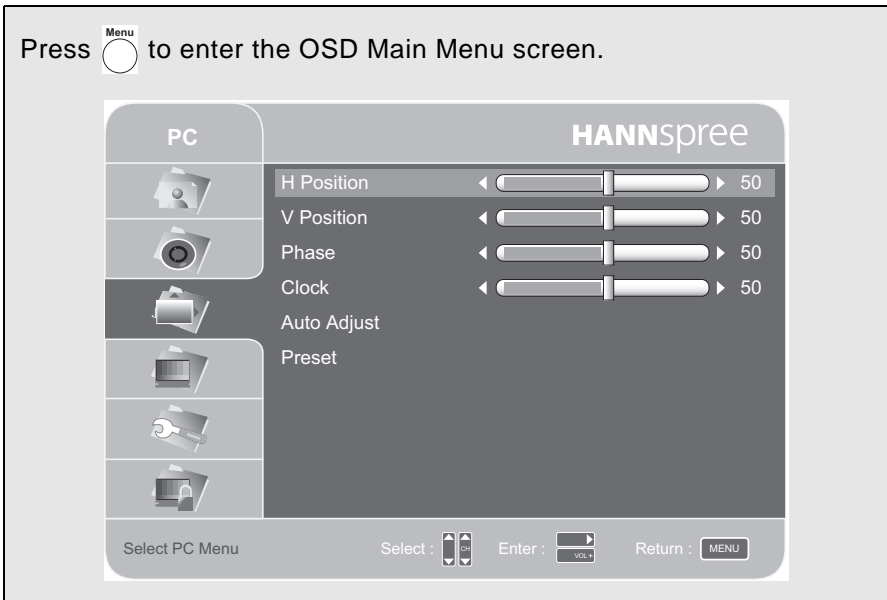 Menu
Press to enter the OSD Main Menu screen.
PC HANNspree
H Position 50
V Position 50
Phase 50
Clock 50
Auto Adjust
Preset
Select PC Menu Select : CH Enter : VOL+ Return : MENU